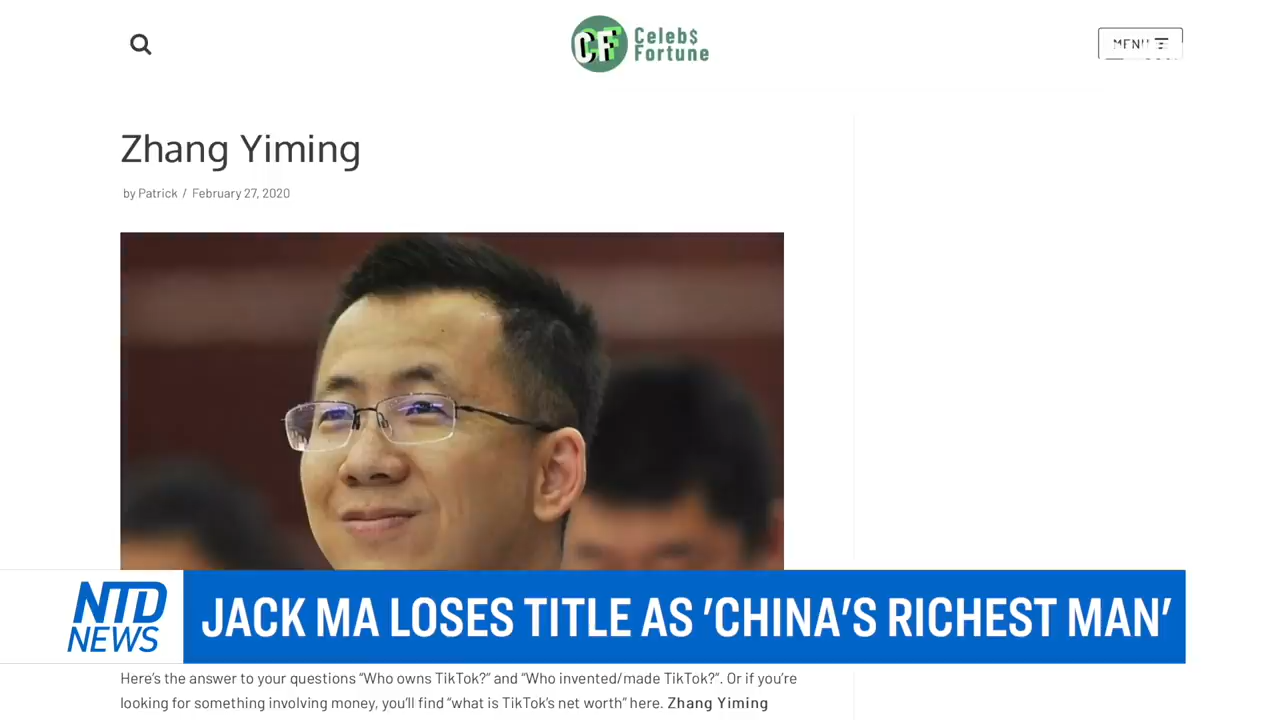 CF Celeb$
Fortune
MENU
Zhang Yiming
by Patrick / February 27, 2020
NTD
NEWS
JACK MA LOSES TITLE AS 'CHINA'S RICHEST MAN'
Here's the answer to your questions “Who owns TikTok?” and “Who invented/made TikTok?”. Or if you're
looking for something involving money, you'll find “what is TikTok's net worth” here. Zhang Yiming